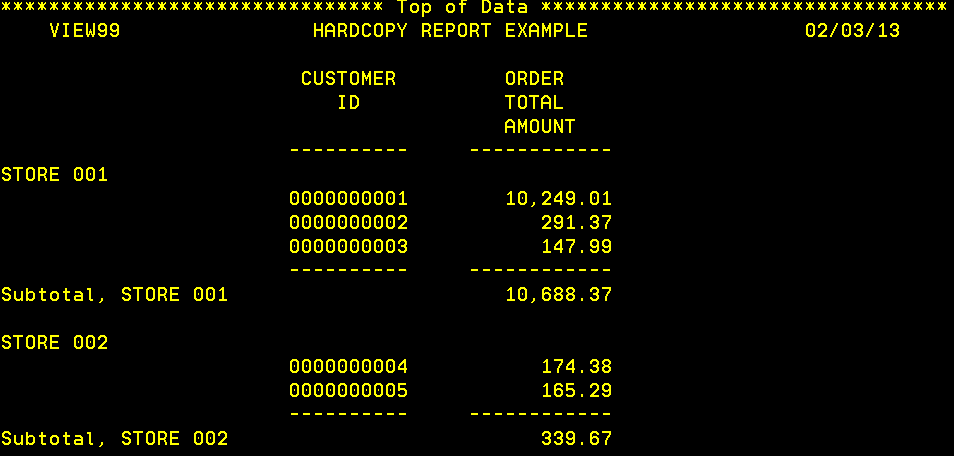 ******************************** Top of Data **********************************
VIEW99 HARDCOPY REPORT EXAMPLE 02/03/13
CUSTOMER ORDER
ID TOTAL
AMOUNT
---------- ------------
STORE 001
0000000001 10,249.01
0000000002 291.37
0000000003 147.99
---------- ------------
Subtotal, STORE 001 10,688.37
STORE 002
0000000004 174.38
0000000005 165.29
---------- ------------
Subtotal, STORE 002 339.67